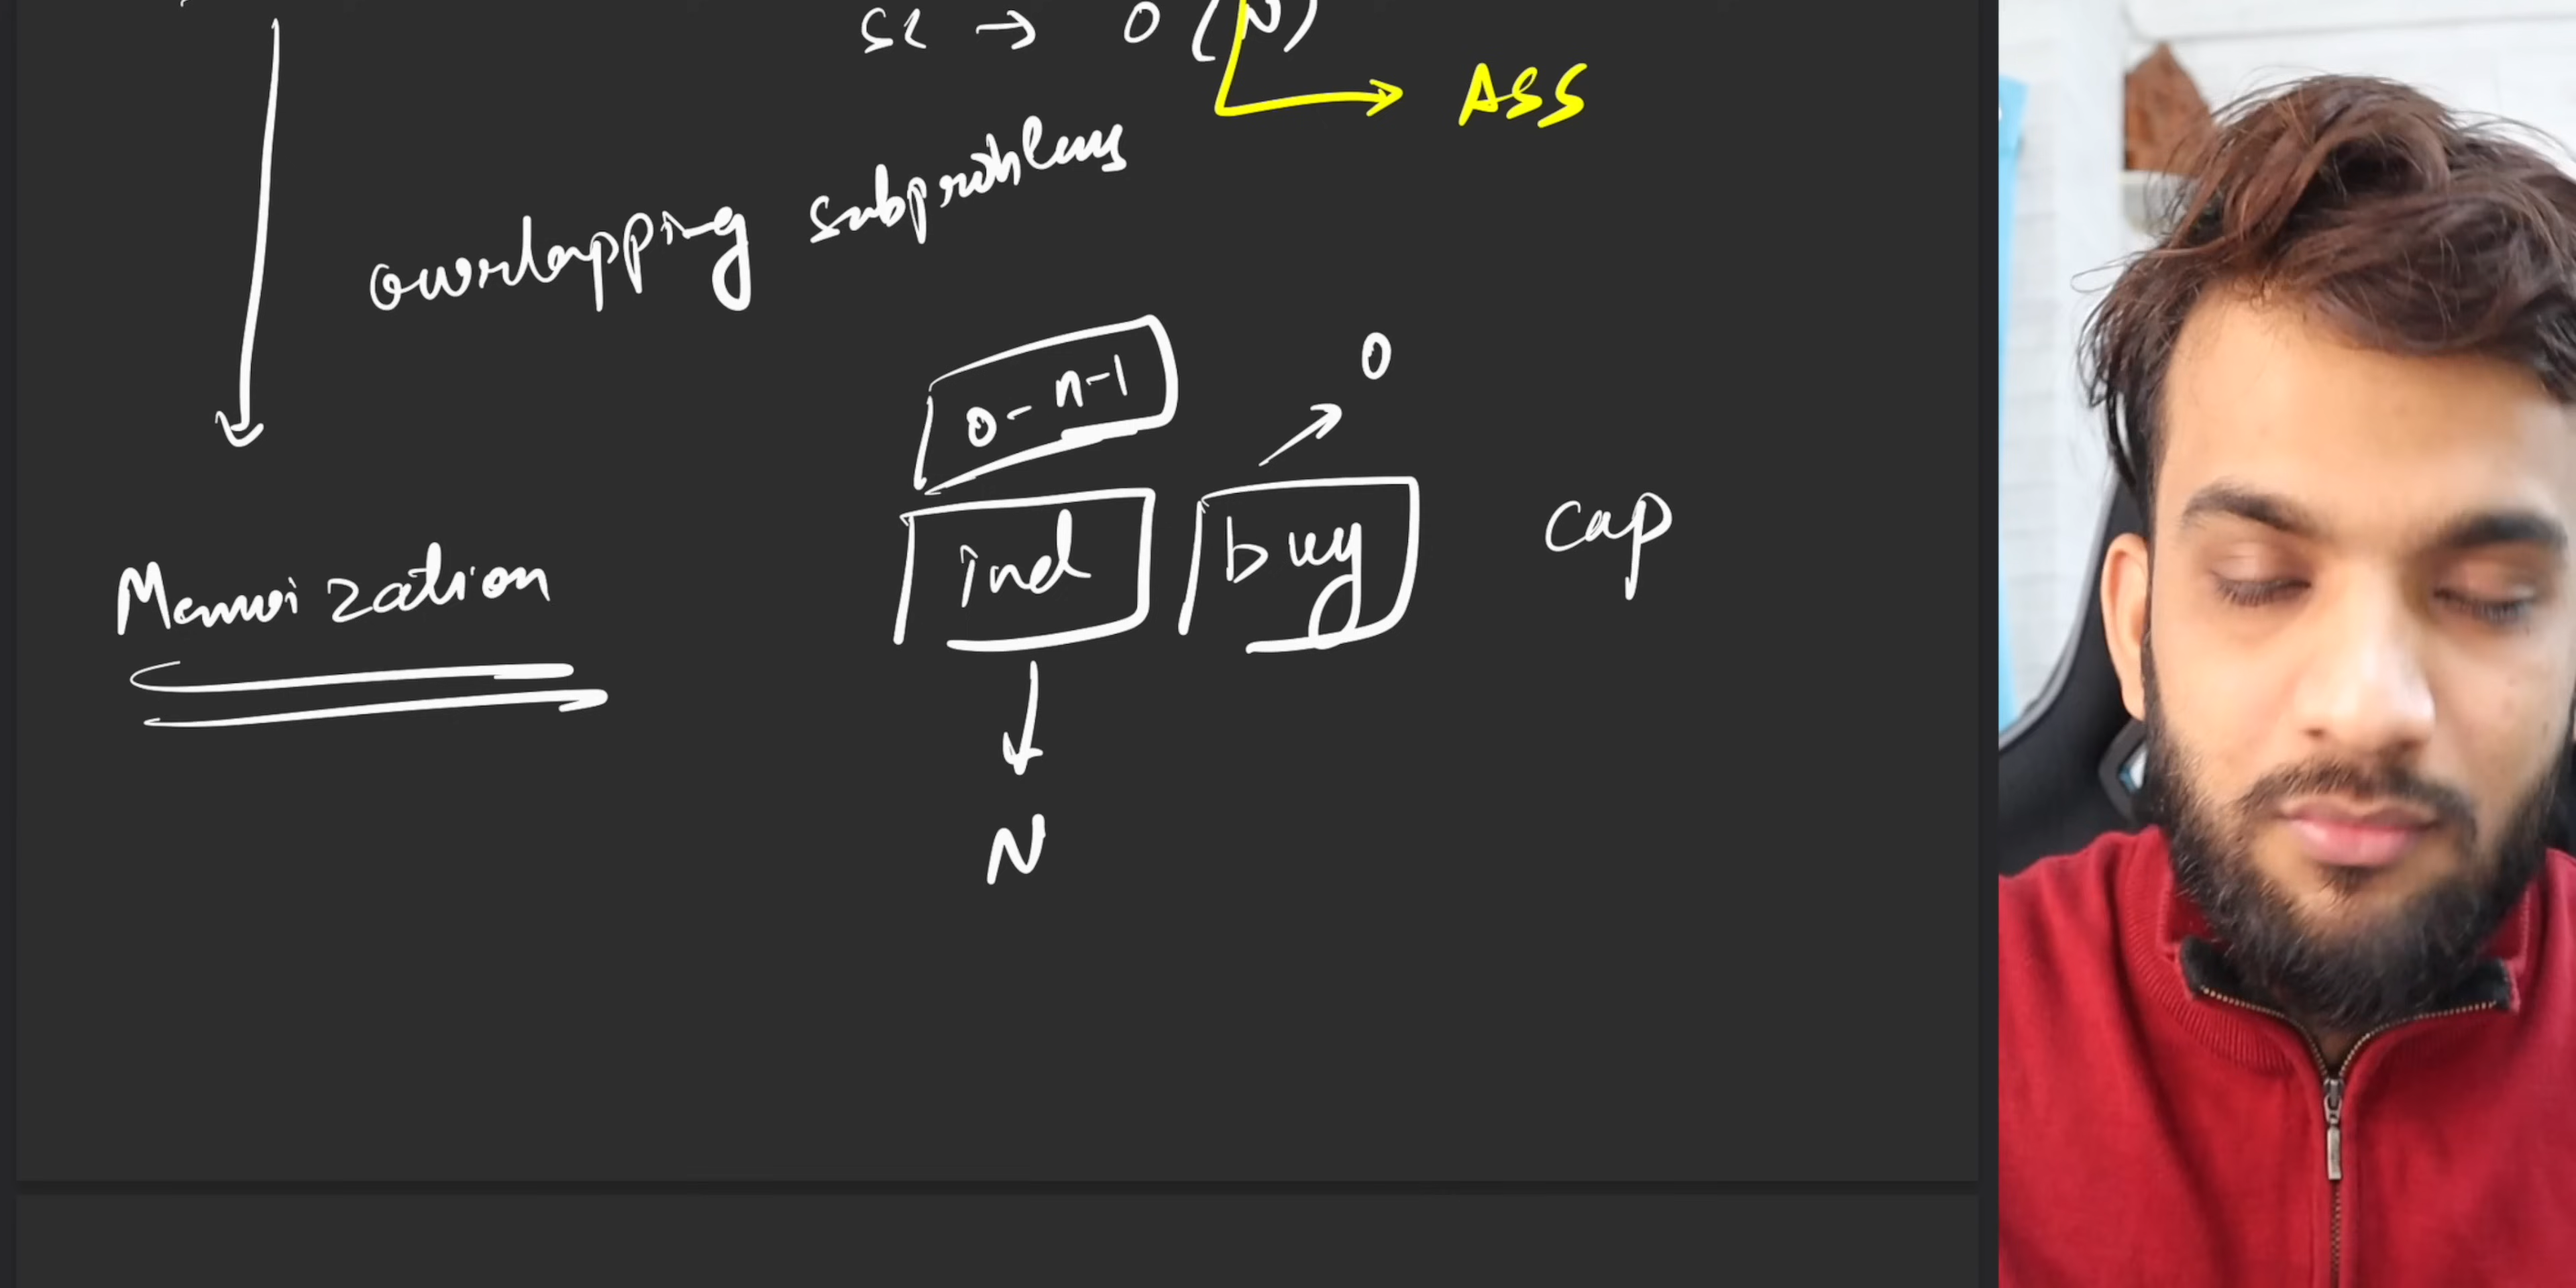 SC → O(N)
→ ASS
overlapping subproblems
0 - n-1
0
Memoization
ind buy cap
N